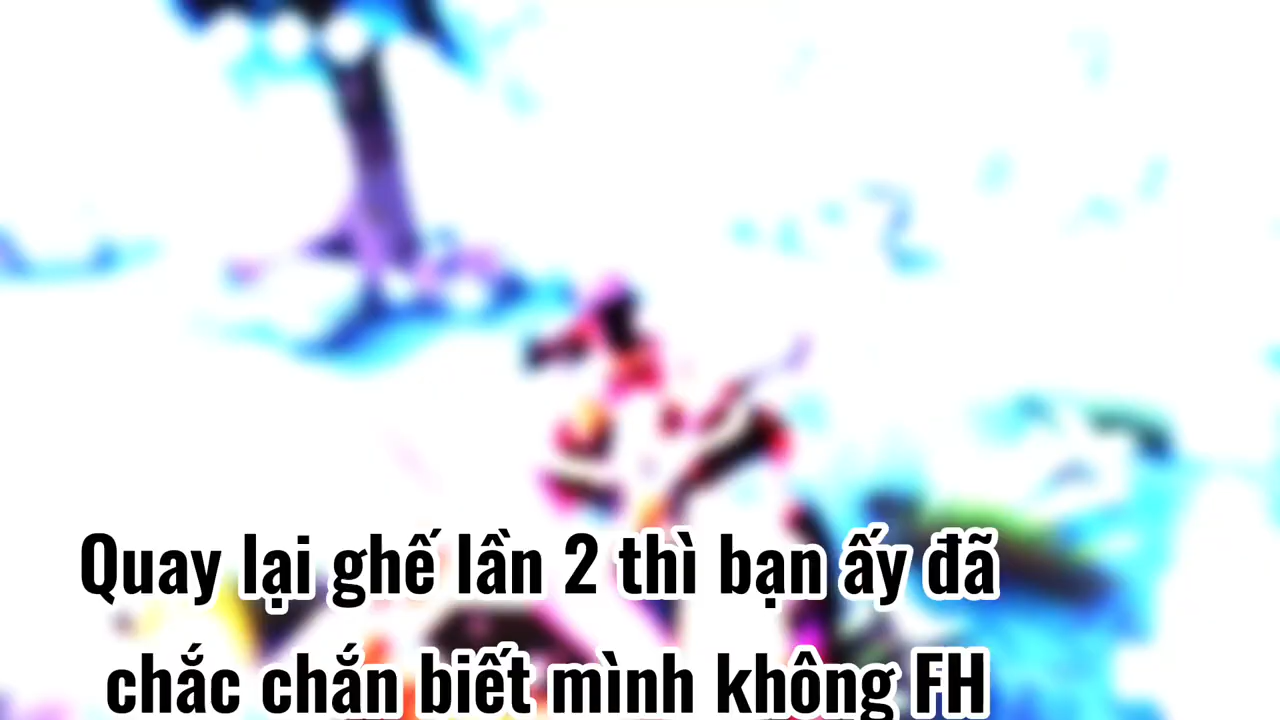 Quay lại ghế lần 2 thì bạn ấy đã
chắc chắn biết mình không FH